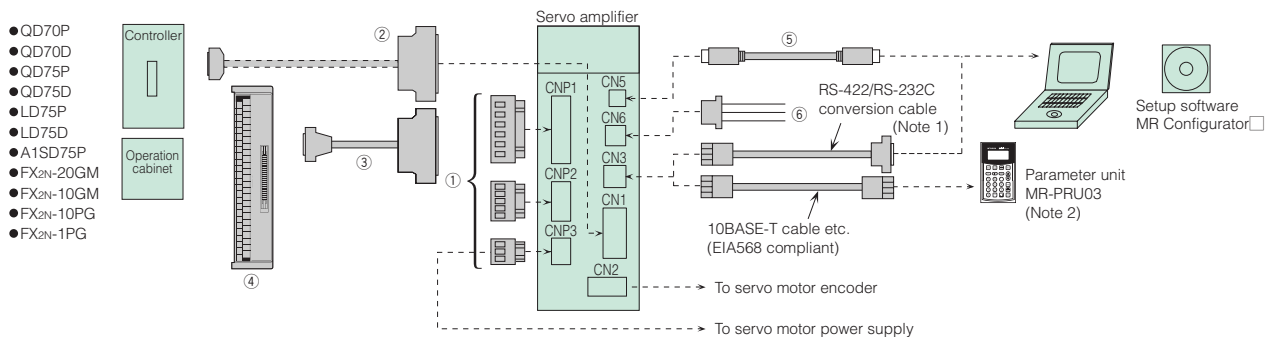 ●QD70P
●QD70D
●QD75P
●QD75D
●LD75P
●LD75D
●A1SD75P
●FX2N-20GM
●FX2N-10GM
●FX2N-10PG
●FX2N-1PG
Controller
Operation
cabinet
②
③
④
①
Servo amplifier
CNP1
CNP2
CNP3
CN5
CN6
CN3
CN1
CN2
⑤
⑥
RS-422/RS-232C
conversion cable
(Note 1)
10BASE-T cable etc.
(EIA568 compliant)
To servo motor encoder
To servo motor power supply
Setup software
MR Configurator□
Parameter unit
MR-PRU03
(Note 2)